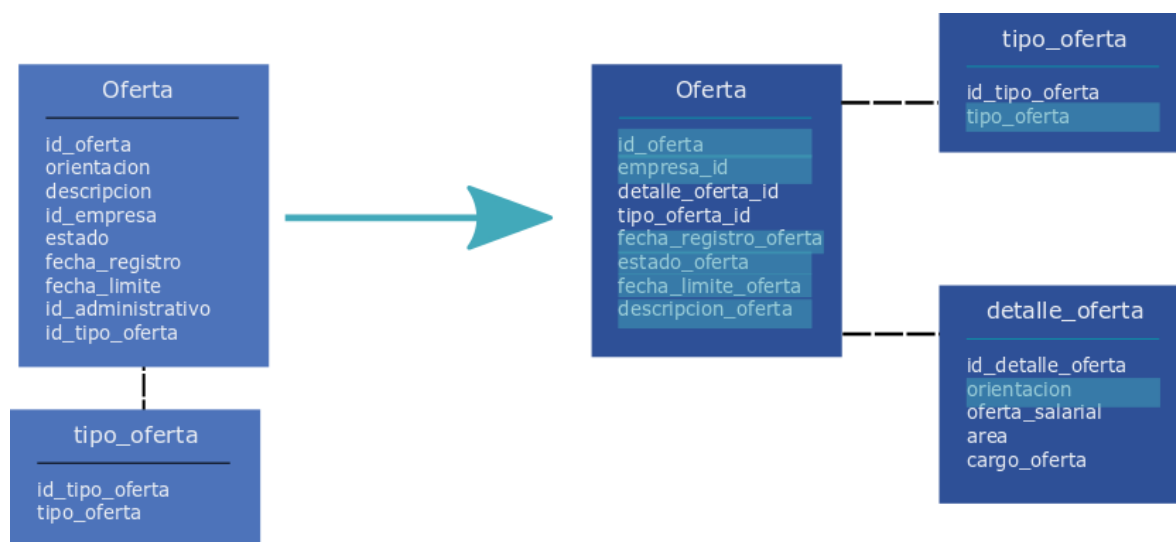 Oferta
id_oferta
orientacion
descripcion
id_empresa
estado
fecha_registro
fecha_limite
id_administrativo
id_tipo_oferta
tipo_oferta
id_tipo_oferta
tipo_oferta
Oferta
id_oferta
empresa_id
detalle_oferta_id
tipo_oferta_id
fecha_registro_oferta
estado_oferta
fecha_limite_oferta
descripcion_oferta
tipo_oferta
id_tipo_oferta
tipo_oferta
detalle_oferta
id_detalle_oferta
orientacion
oferta_salarial
area
cargo_oferta